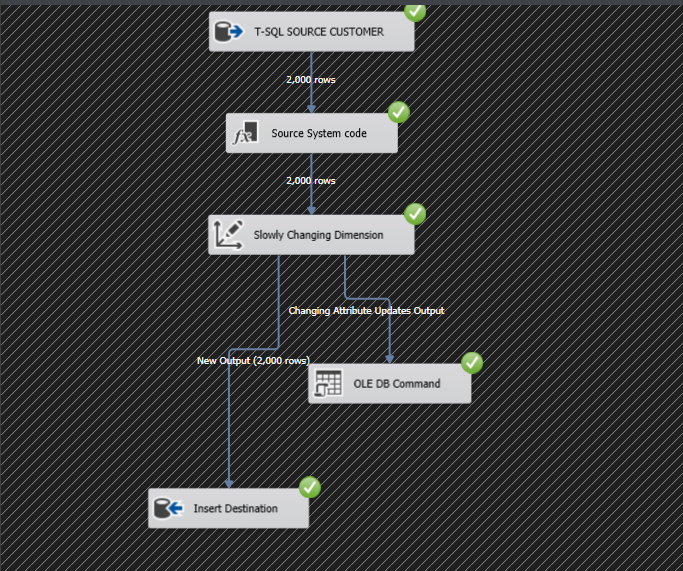 T-SQL SOURCE CUSTOMER
2,000 rows
fx
Source System code
2,000 rows
Slowly Changing Dimension
Changing Attribute Updates Output
New Output (2,000 rows)
OLE DB Command
Insert Destination